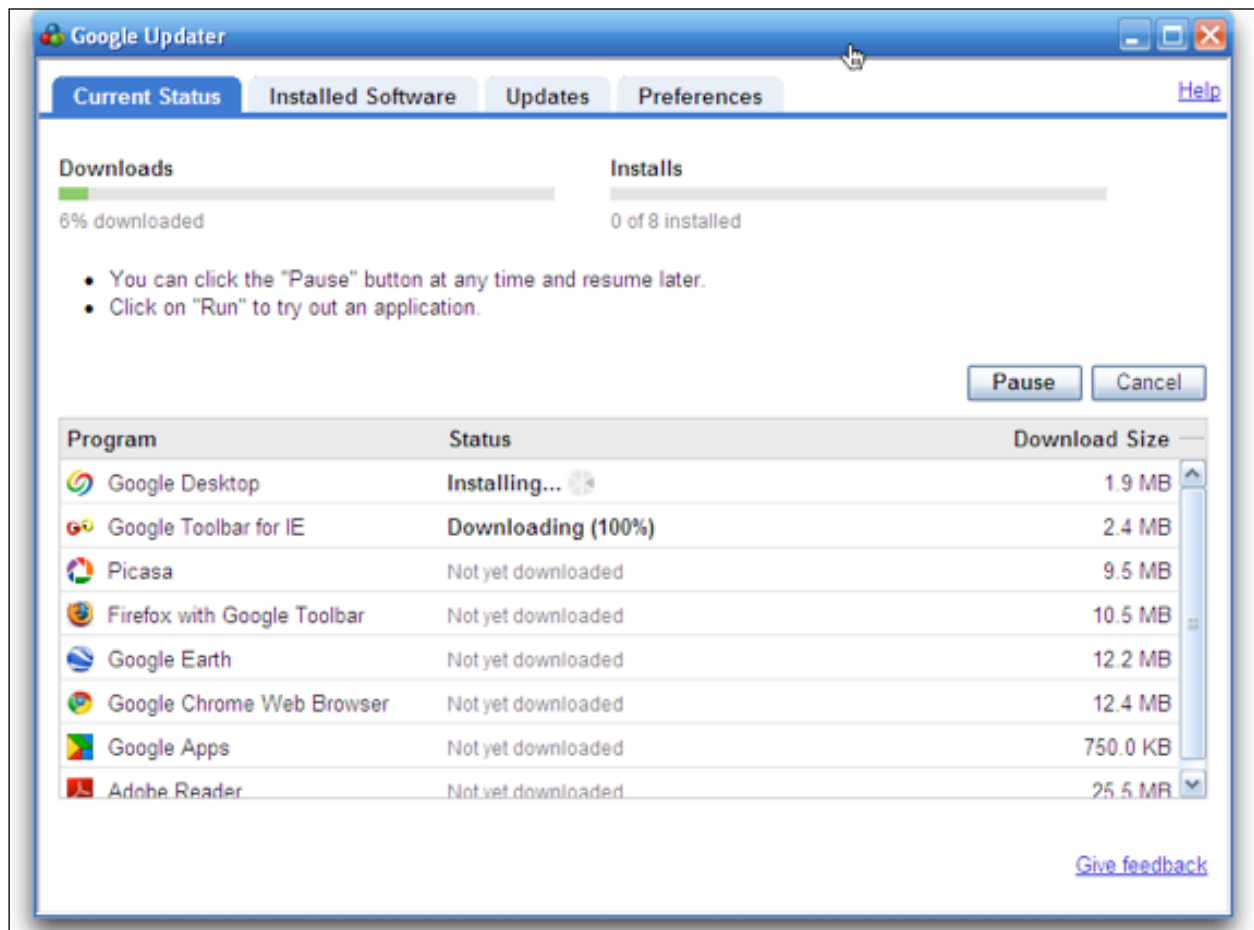 Google Updater
Current Status Installed Software Updates Preferences Help
Downloads Installs
6% downloaded 0 of 8 installed
• You can click the "Pause" button at any time and resume later.
• Click on "Run" to try out an application.
Pause Cancel
Program Status Download Size
Google Desktop Installing... 1.9 MB
Google Toolbar for IE Downloading (100%) 2.4 MB
Picasa Not yet downloaded 9.5 MB
Firefox with Google Toolbar Not yet downloaded 10.5 MB
Google Earth Not yet downloaded 12.2 MB
Google Chrome Web Browser Not yet downloaded 12.4 MB
Google Apps Not yet downloaded 750.0 KB
Adobe Reader Not yet downloaded 25.5 MB
Give feedback